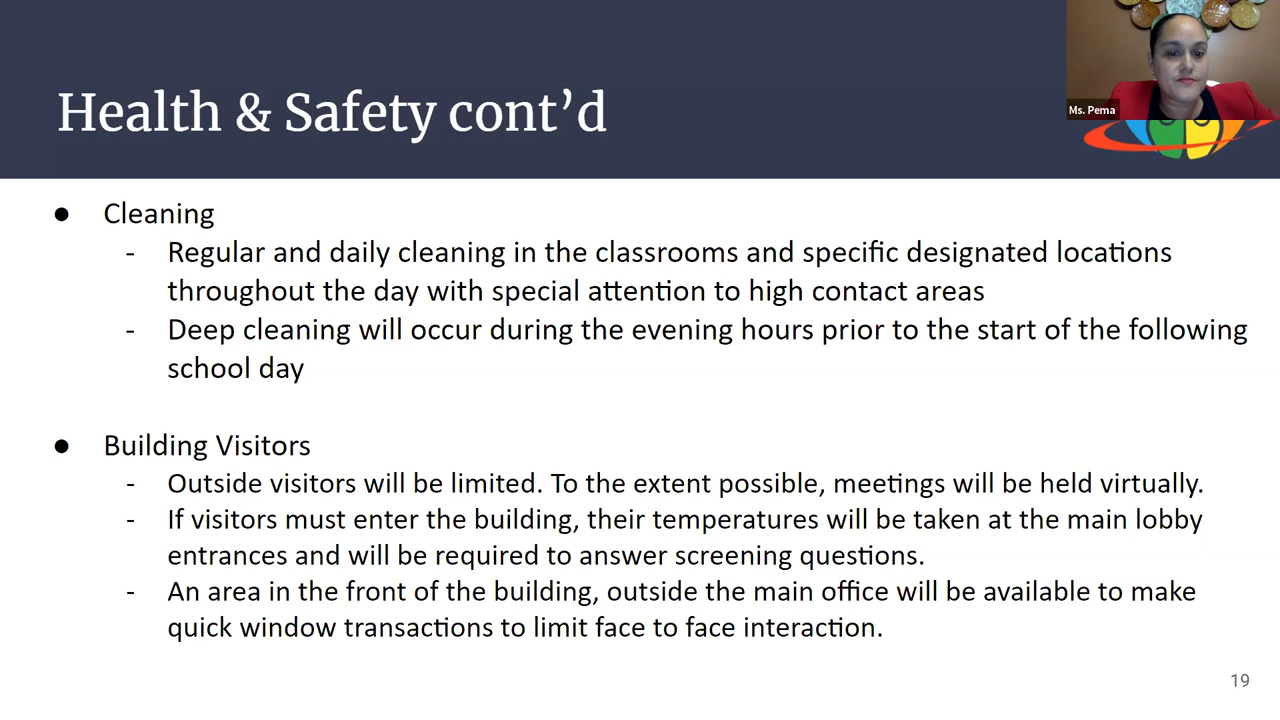 Health & Safety cont’d
Ms. Pema
● Cleaning
- Regular and daily cleaning in the classrooms and specific designated locations
throughout the day with special attention to high contact areas
- Deep cleaning will occur during the evening hours prior to the start of the following
school day
● Building Visitors
- Outside visitors will be limited. To the extent possible, meetings will be held virtually.
- If visitors must enter the building, their temperatures will be taken at the main lobby
entrances and will be required to answer screening questions.
- An area in the front of the building, outside the main office will be available to make
quick window transactions to limit face to face interaction.
19